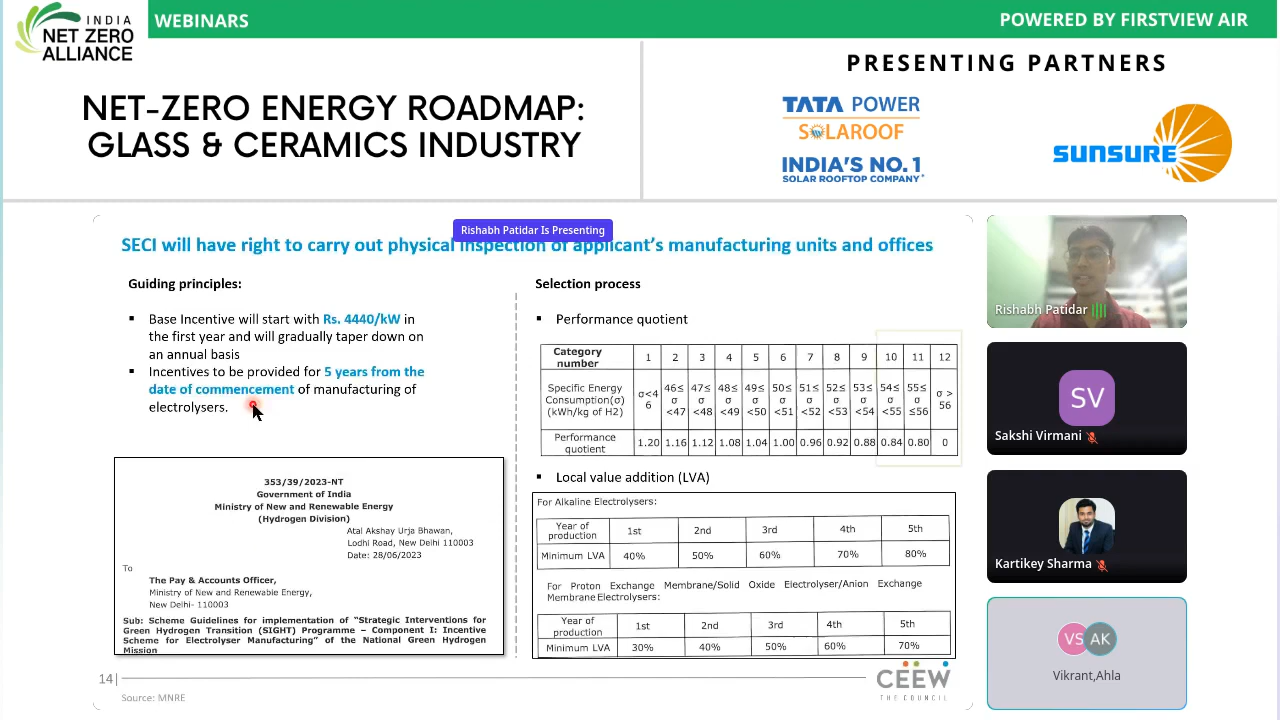 INDIA
NET ZERO
ALLIANCE
WEBINARS
POWERED BY FIRSTVIEW AIR
NET-ZERO ENERGY ROADMAP:
GLASS & CERAMICS INDUSTRY
PRESENTING PARTNERS
TATA POWER
SOLAROOF
INDIA'S NO. 1
SOLAR ROOFTOP COMPANY*
SUNSURE
Rishabh Patidar Is Presenting
SECI will have right to carry out physical inspection of applicant's manufacturing units and offices
Guiding principles:
▪ Base Incentive will start with Rs. 4440/kW in
the first year and will gradually taper down on
an annual basis
▪ Incentives to be provided for 5 years from the
date of commencement of manufacturing of
electrolysers.
353/39/2023-NT
Government of India
Ministry of New and Renewable Energy
(Hydrogen Division)
Atal Akshay Urja Bhawan,
Lodhi Road, New Delhi 110003
Date: 28/06/2023
To
The Pay & Accounts Officer,
Ministry of New and Renewable Energy,
New Delhi- 110003
Sub: Scheme Guidelines for implementation of "Strategic Interventions for
Green Hydrogen Transition (SIGHT) Programme – Component I: Incentive
Scheme for Electrolyser Manufacturing" of the National Green Hydrogen
Mission
Selection process
▪ Performance quotient
Category number 1 2 3 4 5 6 7 8 9 10 11 12
Specific Energy Consumption(σ) (kWh/kg of H2) σ<46 46≤ σ <47 47≤ σ <48 48≤ σ <49 49≤ σ <50 50≤ σ <51 51≤ σ <52 52≤ σ <53 53≤ σ <54 54≤ σ <55 55≤ σ ≤56 σ > 56
Performance quotient 1.20 1.16 1.12 1.08 1.04 1.00 0.96 0.92 0.88 0.84 0.80 0
▪ Local value addition (LVA)
For Alkaline Electrolysers:
Year of production 1st 2nd 3rd 4th 5th
Minimum LVA 40% 50% 60% 70% 80%
For Proton Exchange Membrane/Solid Oxide Electrolyser/Anion Exchange
Membrane Electrolysers:
Year of production 1st 2nd 3rd 4th 5th
Minimum LVA 30% 40% 50% 60% 70%
14|
Source: MNRE
CEEW
THE COUNCIL
Rishabh Patidar
SV
Sakshi Virmani
Kartikey Sharma
VS AK
Vikrant,Ahla